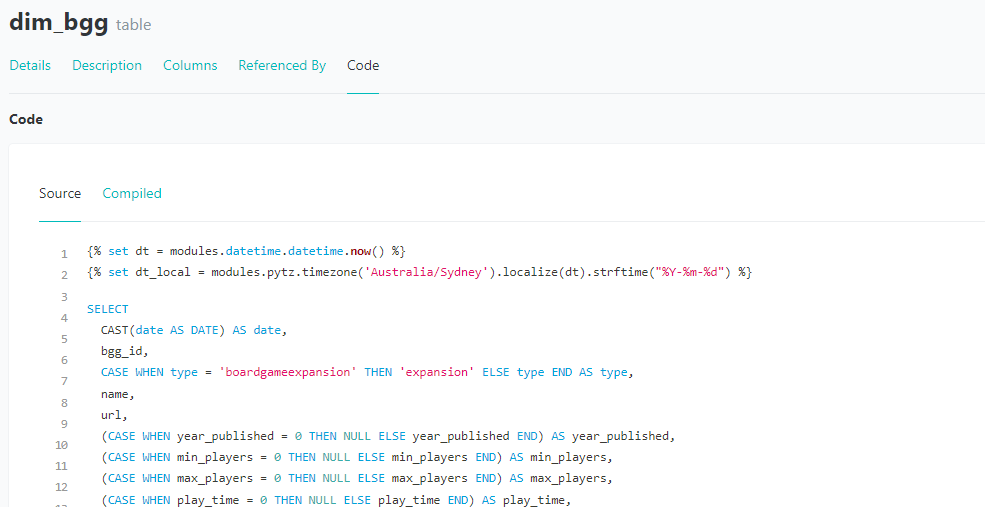 dim_bgg table
Details Description Columns Referenced By Code
Code
Source Compiled
1 {% set dt = modules.datetime.datetime.now() %}
2 {% set dt_local = modules.pytz.timezone('Australia/Sydney').localize(dt).strftime("%Y-%m-%d") %}
3
4 SELECT
5 CAST(date AS DATE) AS date,
6 bgg_id,
7 CASE WHEN type = 'boardgameexpansion' THEN 'expansion' ELSE type END AS type,
8 name,
9 url,
10 (CASE WHEN year_published = 0 THEN NULL ELSE year_published END) AS year_published,
11 (CASE WHEN min_players = 0 THEN NULL ELSE min_players END) AS min_players,
12 (CASE WHEN max_players = 0 THEN NULL ELSE max_players END) AS max_players,
(CASE WHEN play_time = 0 THEN NULL ELSE play_time END) AS play_time,